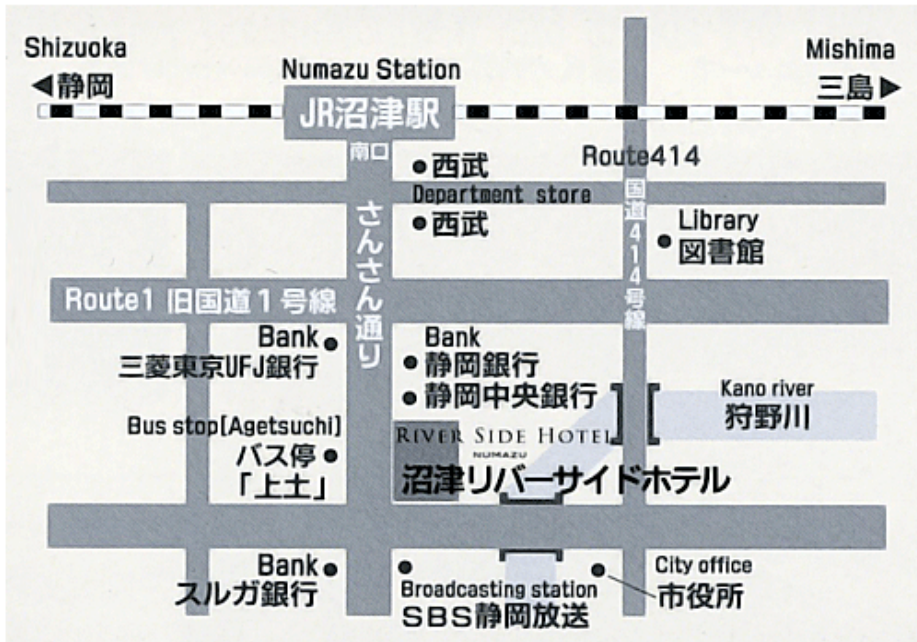 Shizuoka
◀静岡
Numazu Station
JR沼津駅
南口
Mishima
三島▶
Route414
国道414号線
●西武
Department store
●西武
さんさん通り
Library
●図書館
Route1 旧国道1号線
Bank●
三菱東京UFJ銀行
Bank
●静岡銀行
●静岡中央銀行
Kano river
狩野川
Bus stop[Agetsuchi]
バス停●
「上土」
RIVER SIDE HOTEL
NUMAZU
沼津リバーサイドホテル
Bank●
スルガ銀行
Broadcasting station
SBS静岡放送
City office
市役所